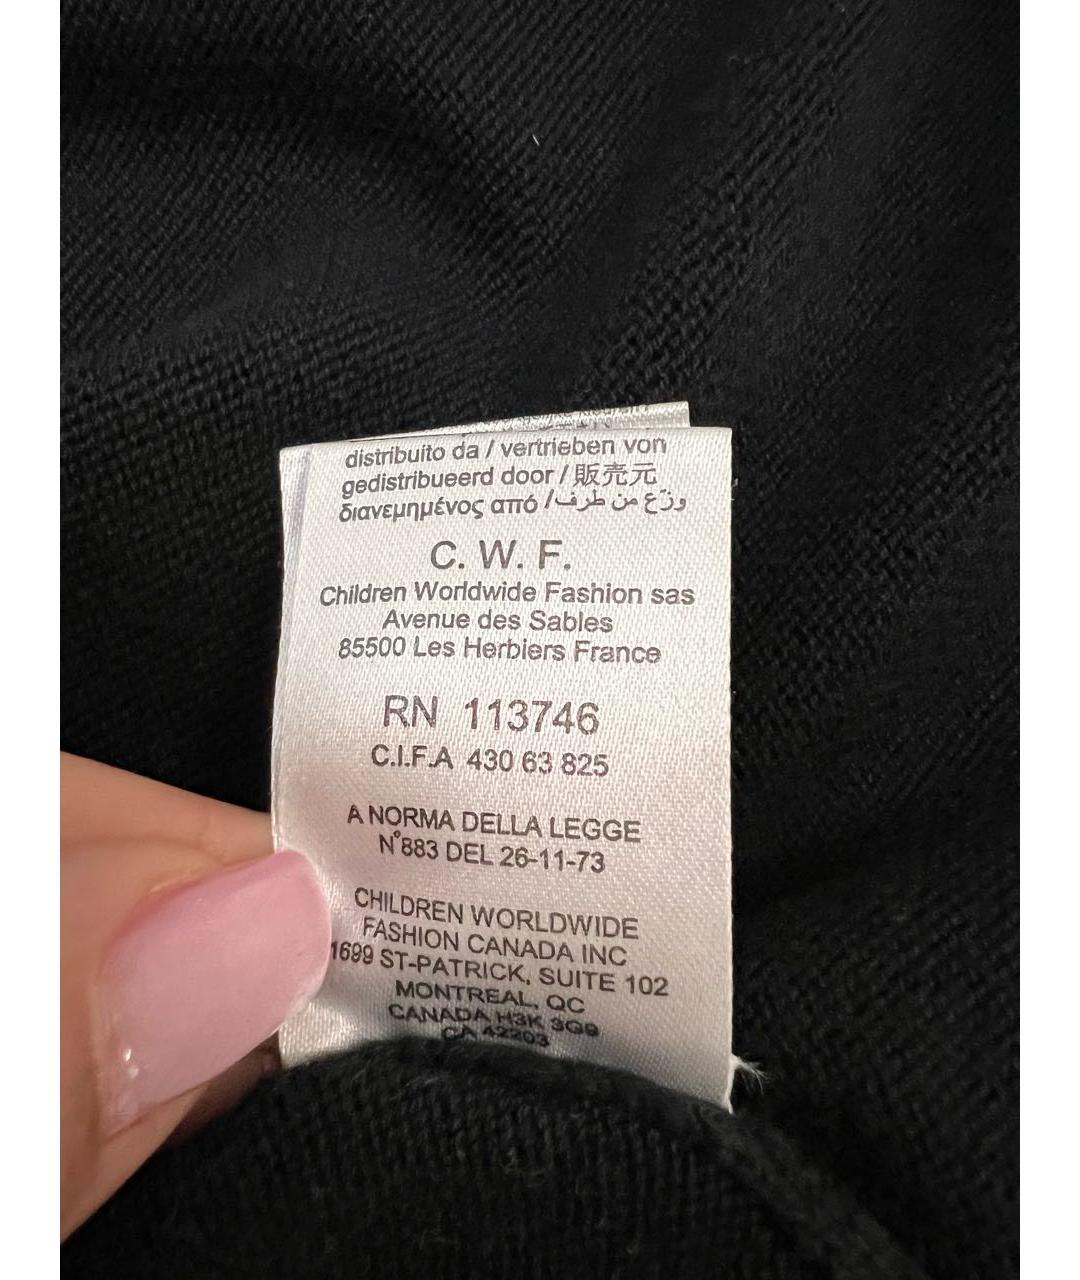 distribuito da / vertrieben von
gedistribueerd door / 販売元
διανεμημένος από / وزّع من طرف
C. W. F.
Children Worldwide Fashion sas
Avenue des Sables
85500 Les Herbiers France
RN 113746
C.I.F.A 430 63 825
A NORMA DELLA LEGGE
N°883 DEL 26-11-73
CHILDREN WORLDWIDE
FASHION CANADA INC
1699 ST-PATRICK, SUITE 102
MONTREAL, QC
CANADA H3K 3G9
CA 42203